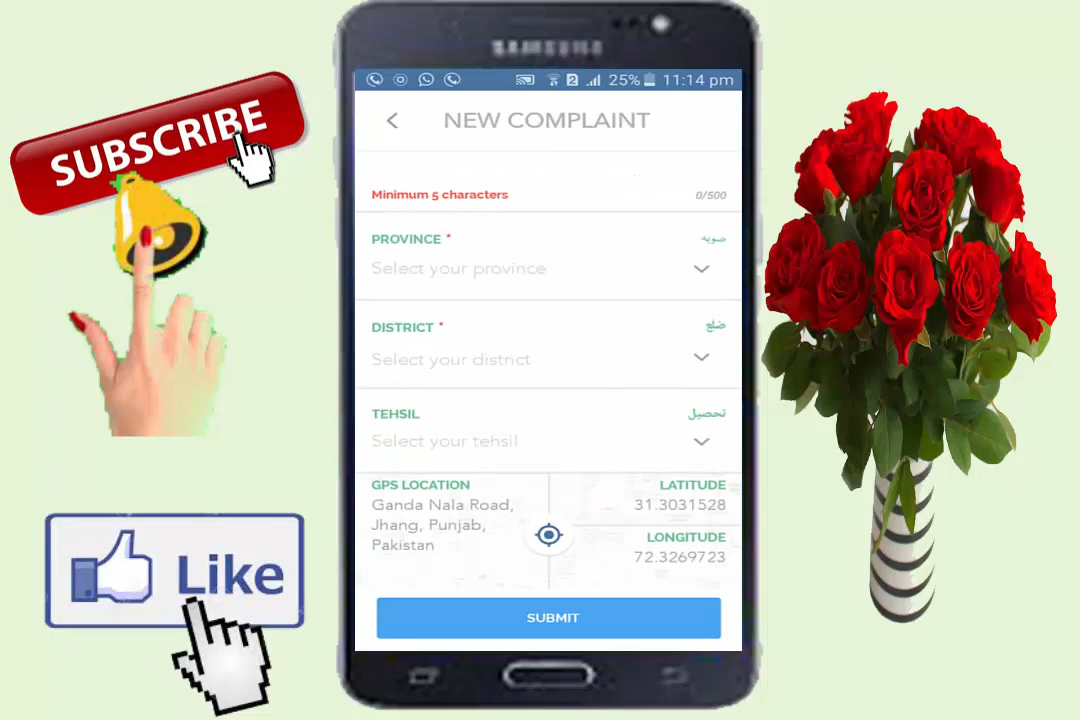 SUBSCRIBE
SAMSUNG
2 25% 11:14 pm
NEW COMPLAINT
Minimum 5 characters 0/500
PROVINCE * صوبه
Select your province
DISTRICT * ضلع
Select your district
TEHSIL تحصیل
Select your tehsil
GPS LOCATION
Ganda Nala Road,
Jhang, Punjab,
Pakistan
LATITUDE
31.3031528
LONGITUDE
72.3269723
SUBMIT
Like